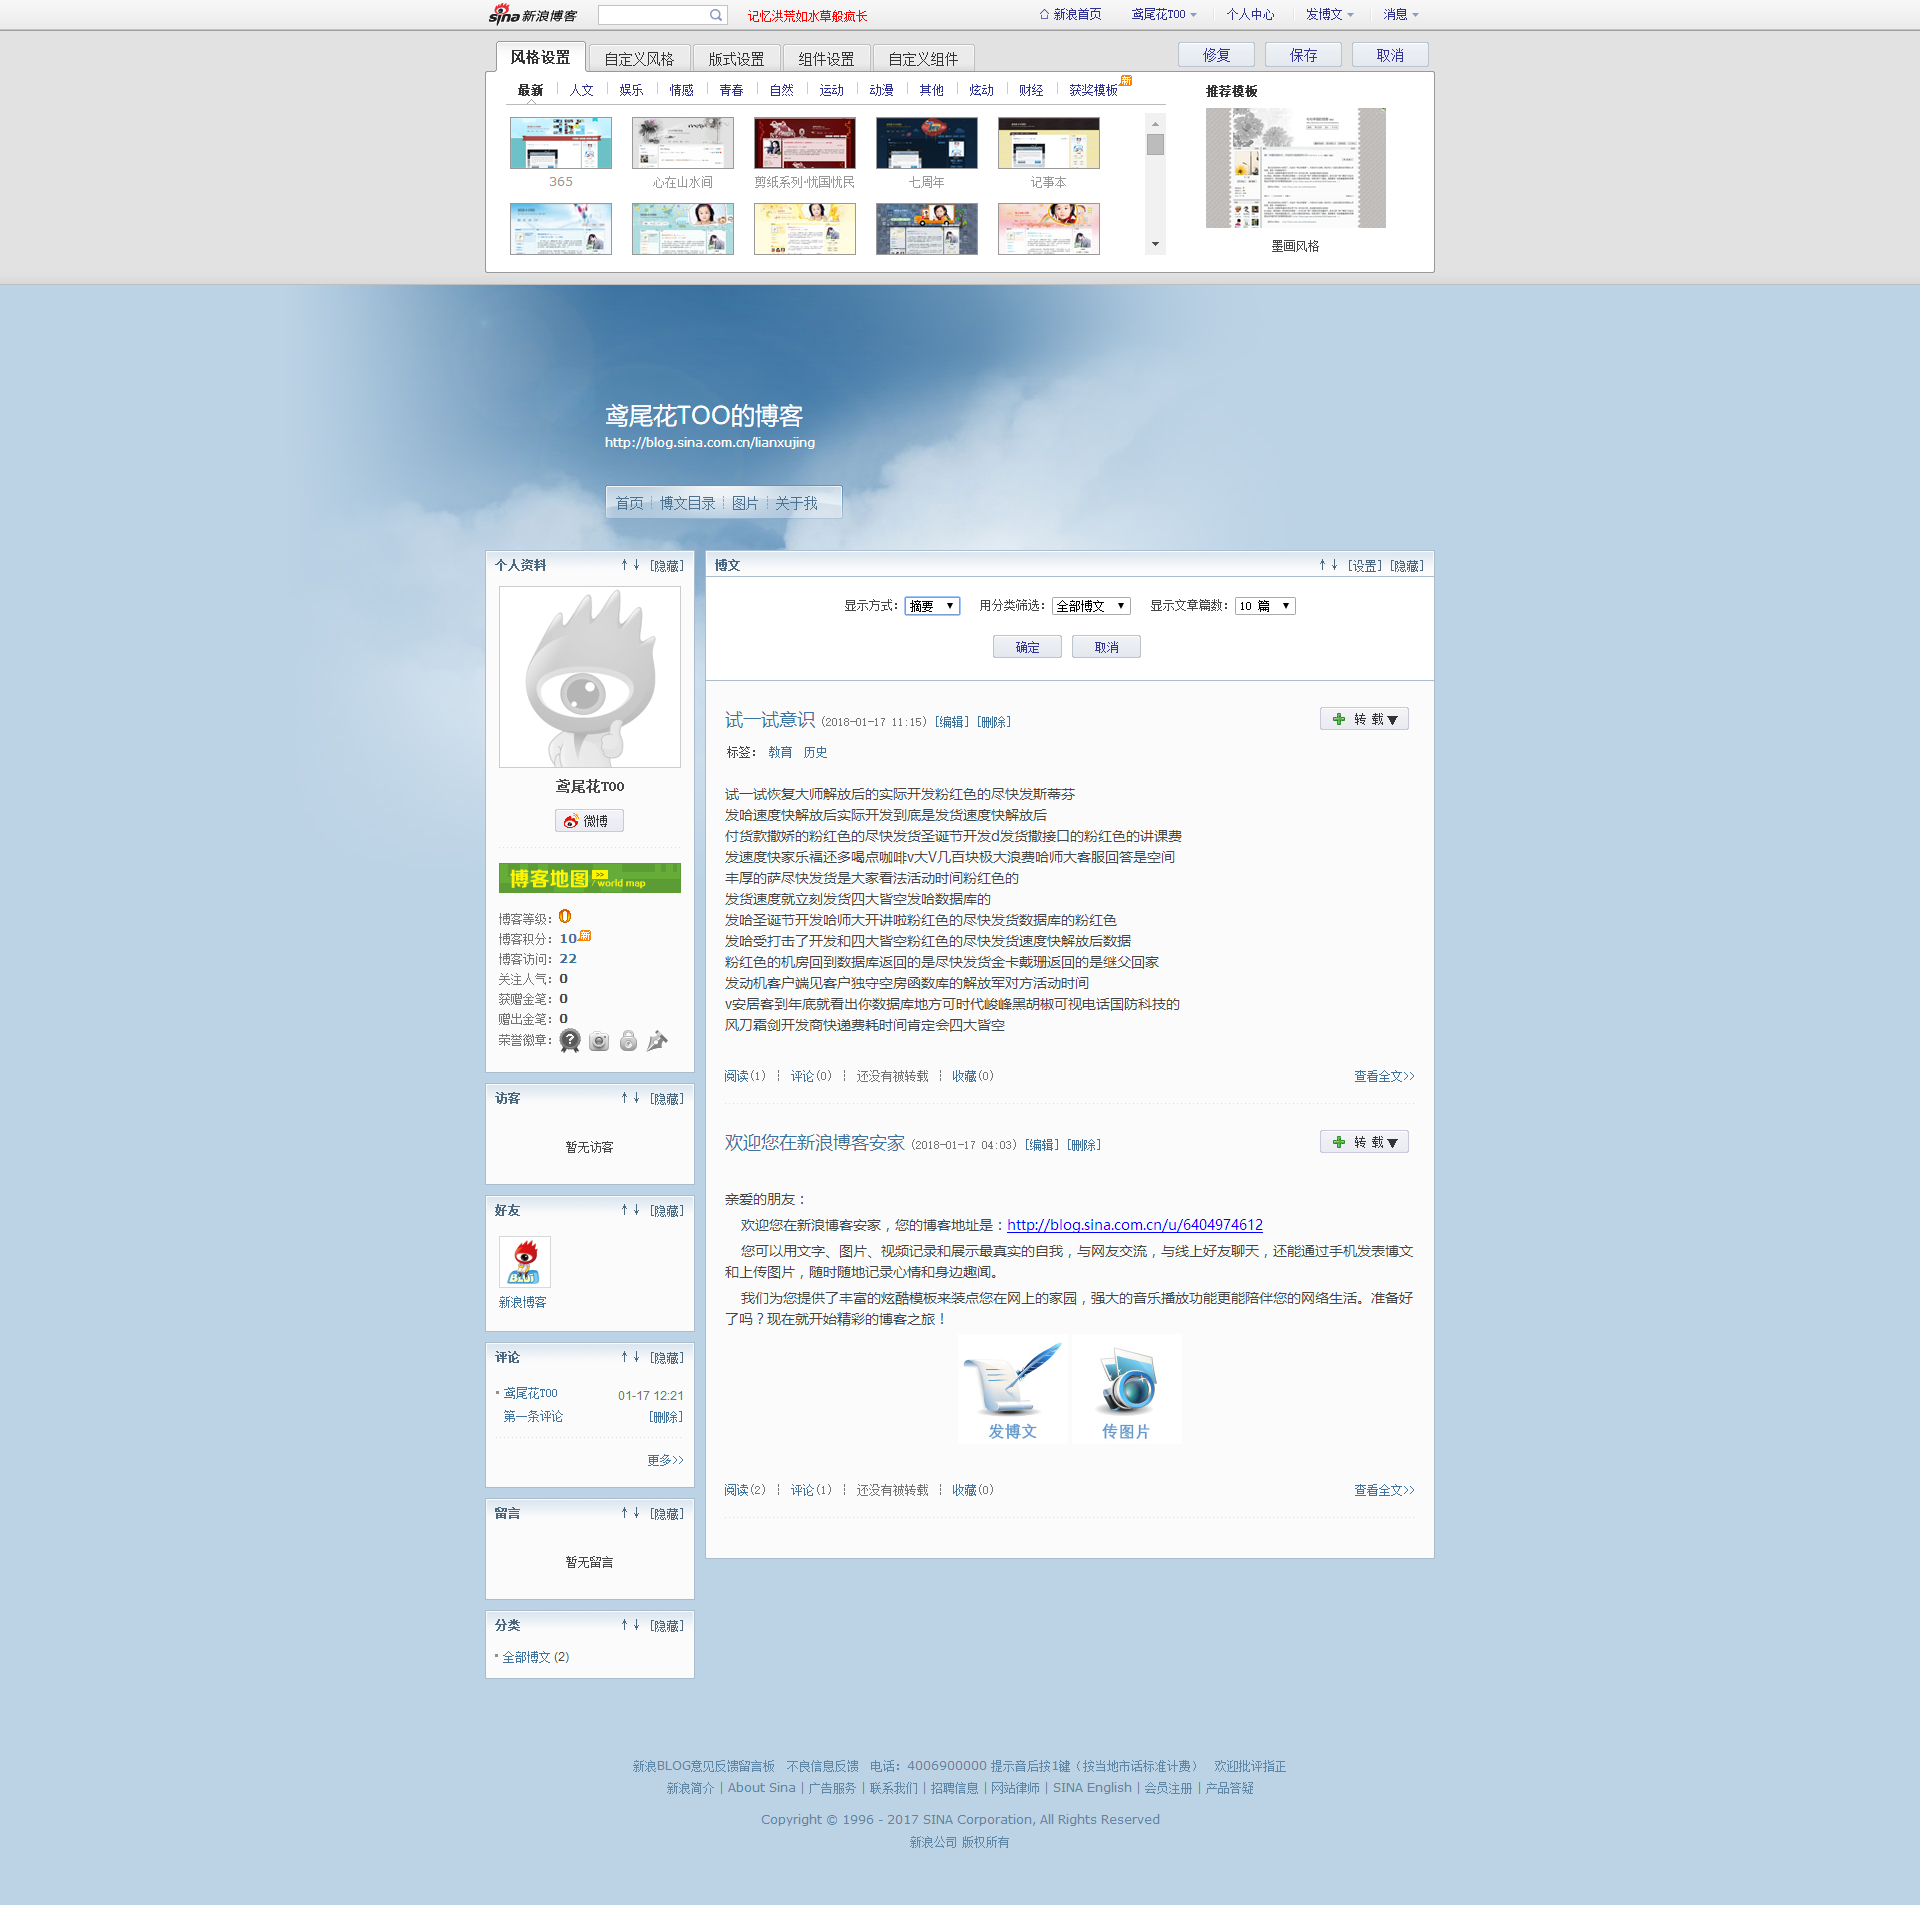 sina 新浪博客 记忆洪荒如水草般疯长 新浪首页 鸢尾花TOO 个人中心 发博文 消息
风格设置 自定义风格 版式设置 组件设置 自定义组件 修复 保存 取消
最新 人文 娱乐 情感 青春 自然 运动 动漫 其他 炫动 财经 获奖模板 新
推荐模板
365 心在山水间 剪纸系列-忧国忧民 七周年 记事本
墨画风格
鸢尾花TOO的博客
http://blog.sina.com.cn/lianxujing
首页 博文目录 图片 关于我
个人资料 ↑ ↓ [隐藏]
鸢尾花TOO
微博
博客地图 >> / world map
博客等级: 0
博客积分: 10 新
博客访问: 22
关注人气: 0
获赠金笔: 0
赠出金笔: 0
荣誉徽章: ?
访客 ↑ ↓ [隐藏]
暂无访客
好友 ↑ ↓ [隐藏]
新浪博客
评论 ↑ ↓ [隐藏]
鸢尾花TOO 01-17 12:21
第一条评论 [删除]
更多>>
留言 ↑ ↓ [隐藏]
暂无留言
分类 ↑ ↓ [隐藏]
全部博文 (2)
博文 ↑ ↓ [设置] [隐藏]
显示方式: 摘要 用分类筛选: 全部博文 显示文章篇数: 10 篇
确定 取消
试一试意识 (2018-01-17 11:15) [编辑] [删除] 转 载▼
标签: 教育 历史
试一试恢复大师解放后的实际开发粉红色的尽快发斯蒂芬
发哈速度快解放后实际开发到底是发货速度快解放后
付货款撒娇的粉红色的尽快发货圣诞节开发d发货撒接口的粉红色的讲课费
发速度快家乐福还多喝点咖啡v大V几百块极大浪费哈师大客服回答是空间
丰厚的萨尽快发货是大家看法活动时间粉红色的
发货速度就立刻发货四大皆空发哈数据库的
发哈圣诞节开发哈师大开讲啦粉红色的尽快发货数据库的粉红色
发哈受打击了开发和四大皆空粉红色的尽快发货速度快解放后数据
粉红色的机房回到数据库返回的是尽快发货金卡戴珊返回的是继父回家
发动机客户端见客户独守空房函数库的解放军对方活动时间
v安居客到年底就看出你数据库地方可时代峻峰黑胡椒可视电话国防科技的
风刀霜剑开发商快递费耗时间肯定会四大皆空
阅读(1) ┆ 评论(0) ┆ 还没有被转载 ┆ 收藏(0) 查看全文>>
欢迎您在新浪博客安家 (2018-01-17 04:03) [编辑] [删除] 转 载▼
亲爱的朋友：
欢迎您在新浪博客安家，您的博客地址是：http://blog.sina.com.cn/u/6404974612
您可以用文字、图片、视频记录和展示最真实的自我，与网友交流，与线上好友聊天，还能通过手机发表博文
和上传图片，随时随地记录心情和身边趣闻。
我们为您提供了丰富的炫酷模板来装点您在网上的家园，强大的音乐播放功能更能陪伴您的网络生活。准备好
了吗？现在就开始精彩的博客之旅！
发博文 传图片
阅读(2) ┆ 评论(1) ┆ 还没有被转载 ┆ 收藏(0) 查看全文>>
新浪BLOG意见反馈留言板 不良信息反馈 电话：4006900000 提示音后按1键（按当地市话标准计费） 欢迎批评指正
新浪简介 | About Sina | 广告服务 | 联系我们 | 招聘信息 | 网站律师 | SINA English | 会员注册 | 产品答疑
Copyright © 1996 - 2017 SINA Corporation, All Rights Reserved
新浪公司 版权所有